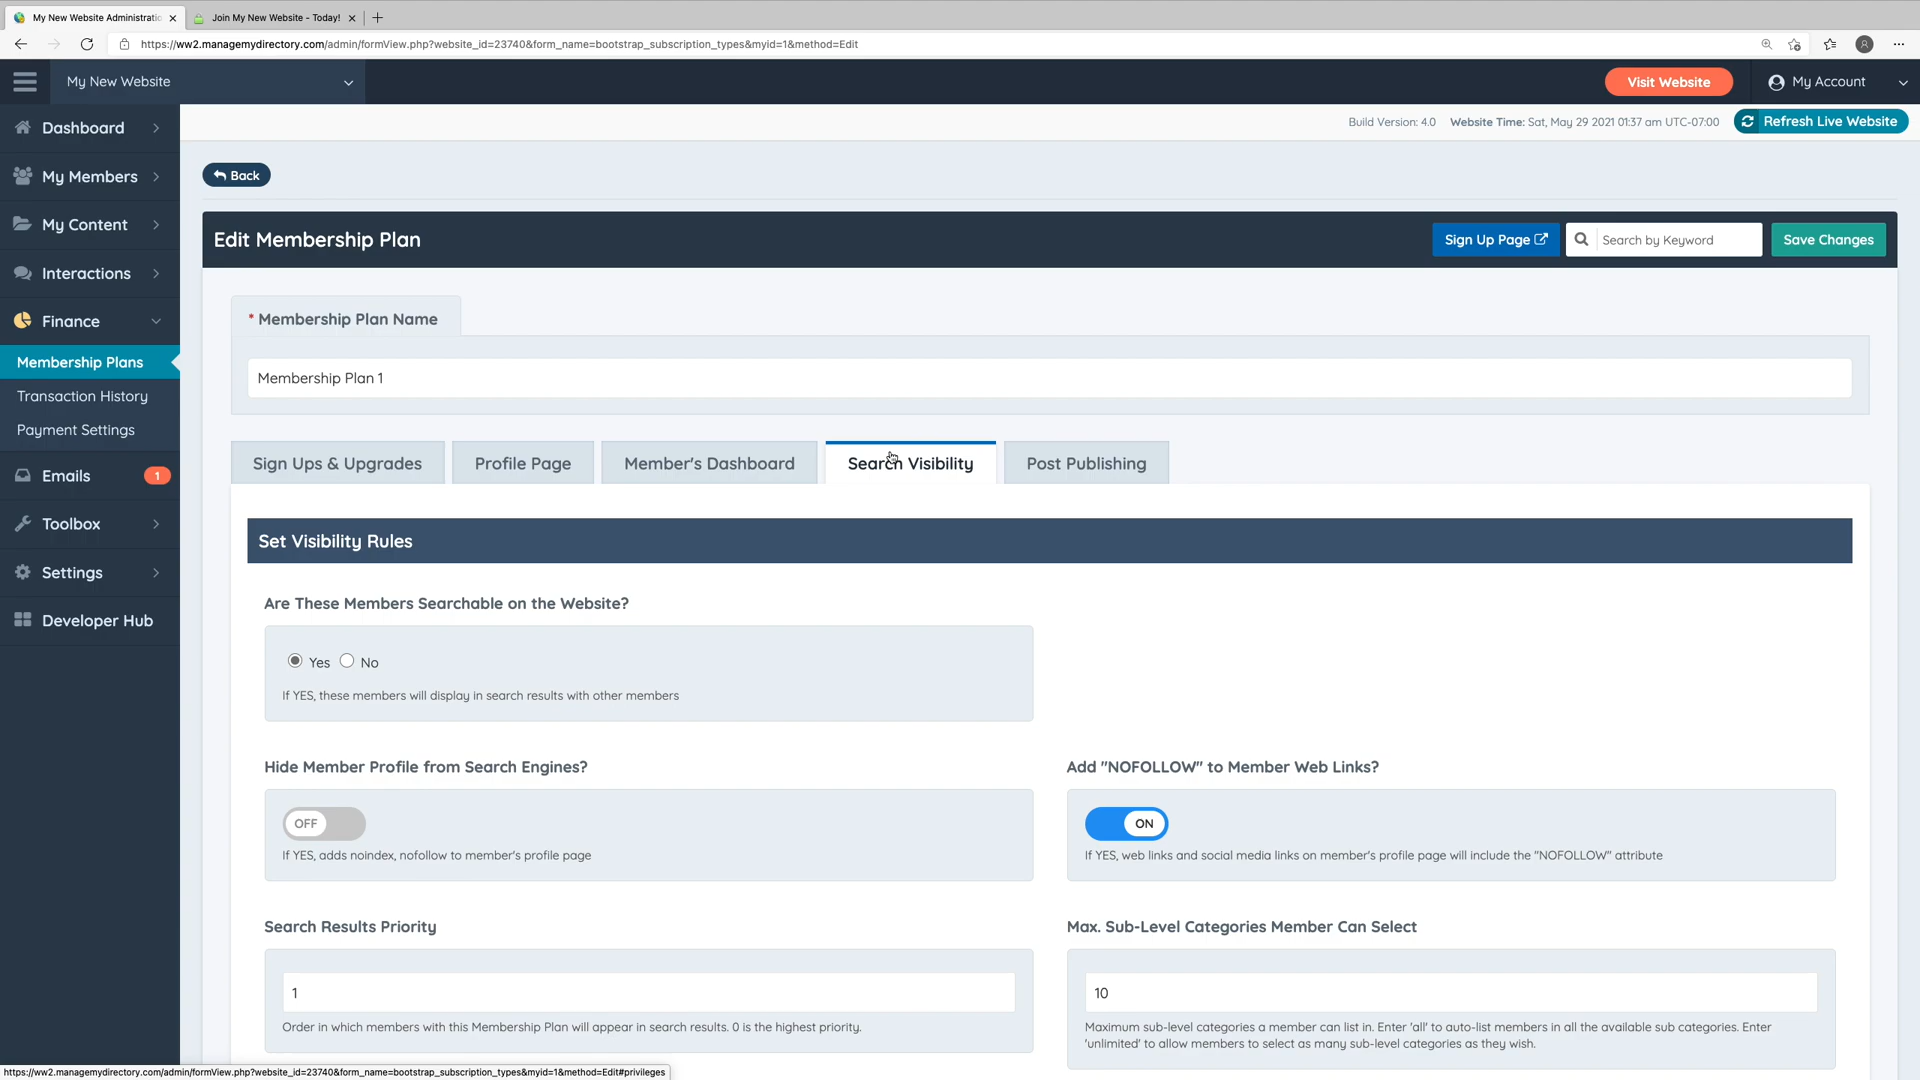 My New Website Administratio
Join My New Website - Today!
https://ww2.managemydirectory.com/admin/formView.php?website_id=23740&form_name=bootstrap_subscription_types&myid=1&method=Edit
My New Website
Visit Website
My Account
Build Version: 4.0
Website Time: Sat, May 29 2021 01:37 am UTC-07:00
Refresh Live Website
Dashboard
My Members
My Content
Interactions
Finance
Membership Plans
Transaction History
Payment Settings
Emails
1
Toolbox
Settings
Developer Hub
Back
Edit Membership Plan
Sign Up Page
Search by Keyword
Save Changes
* Membership Plan Name
Membership Plan 1
Sign Ups & Upgrades
Profile Page
Member's Dashboard
Search Visibility
Post Publishing
Set Visibility Rules
Are These Members Searchable on the Website?
Yes No
If YES, these members will display in search results with other members
Hide Member Profile from Search Engines?
OFF
If YES, adds noindex, nofollow to member's profile page
Add "NOFOLLOW" to Member Web Links?
ON
If YES, web links and social media links on member's profile page will include the "NOFOLLOW" attribute
Search Results Priority
1
Order in which members with this Membership Plan will appear in search results. 0 is the highest priority.
Max. Sub-Level Categories Member Can Select
10
Maximum sub-level categories a member can list in. Enter 'all' to auto-list members in all the available sub categories. Enter
'unlimited' to allow members to select as many sub-level categories as they wish.
https://ww2.managemydirectory.com/admin/formView.php?website_id=23740&form_name=bootstrap_subscription_types&myid=1&method=Edit#privileges